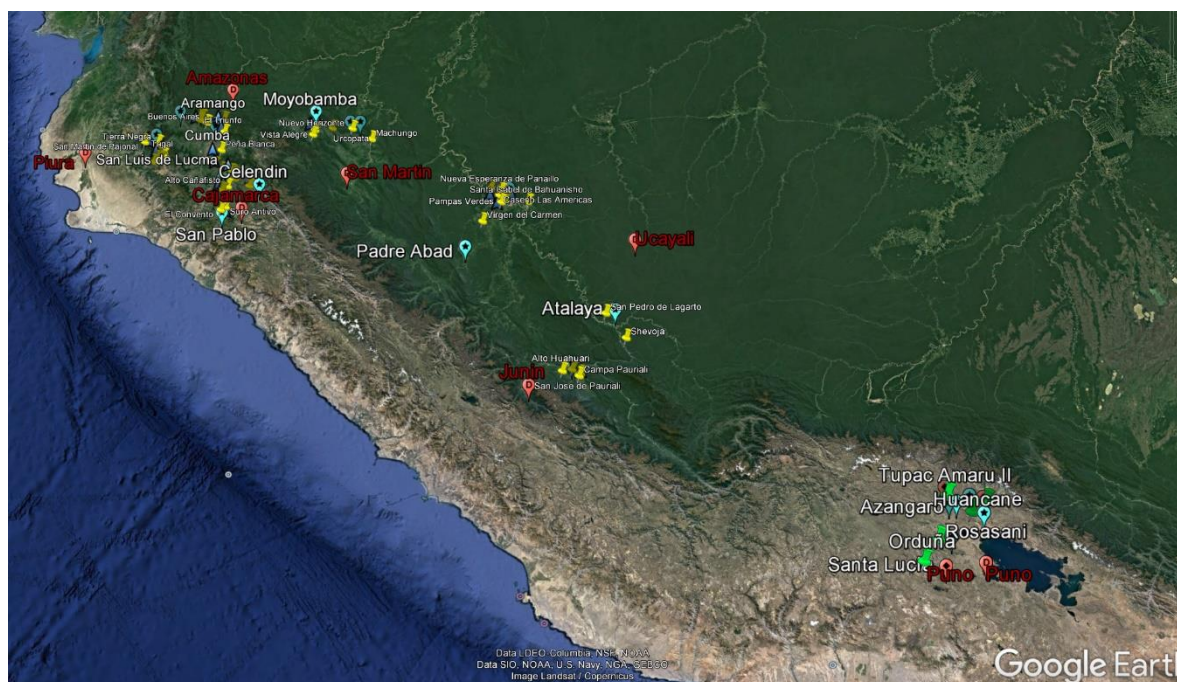 Amazonas
Aramango
Moyobamba
Buenos Aires
El Triunfo
Nuevo Horizonte
Tierra Negra
Cumba
Vista Alegre
Urcopata
Machungo
San Martin de Pajonal
Peña Blanca
Piura
San Luis de Lucma
Celendin
San Martin
Alto Cañafisto
Nueva Esperanza de Panaillo
Cajamarca
Santa Isabel de Bahuanisho
Pampas Verdes
Caserio Las Americas
El Convento
Suro Antivo
Virgen del Carmen
San Pablo
Ucayali
Padre Abad
Atalaya
San Pedro de Lagarto
Shevoja
Alto Huahuari
Junin
Campa Pauriali
San Jose de Pauriali
Tupac Amaru II
Huancane
Azangaro
Rosasani
Orduña
Santa Lucia
Puno
Puno
Data LDEO-Columbia, NSF, NOAA
Data SIO, NOAA, U.S. Navy, NGA, GEBCO
Image Landsat / Copernicus
Google Earth